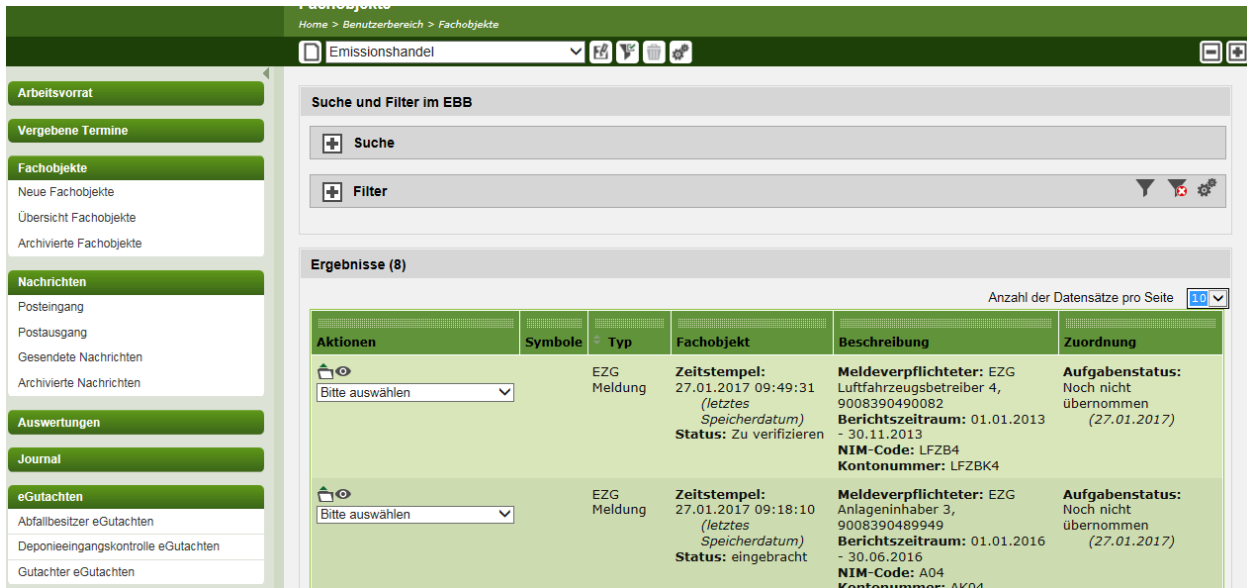 Fachobjekte
Home > Benutzerbereich > Fachobjekte
Emissionshandel
Arbeitsvorrat
Vergebene Termine
Fachobjekte
Neue Fachobjekte
Übersicht Fachobjekte
Archivierte Fachobjekte
Nachrichten
Posteingang
Postausgang
Gesendete Nachrichten
Archivierte Nachrichten
Auswertungen
Journal
eGutachten
Abfallbesitzer eGutachten
Deponieeingangskontrolle eGutachten
Gutachter eGutachten
Suche und Filter im EBB
Suche
Filter
Ergebnisse (8)
Anzahl der Datensätze pro Seite 10
Aktionen Symbole Typ Fachobjekt Beschreibung Zuordnung
Bitte auswählen
EZG
Meldung
Zeitstempel:
27.01.2017 09:49:31
(letztes
Speicherdatum)
Status: Zu verifizieren
Meldeverpflichteter: EZG
Luftfahrzeugsbetreiber 4,
9008390490082
Berichtszeitraum: 01.01.2013
- 30.11.2013
NIM-Code: LFZB4
Kontonummer: LFZBK4
Aufgabenstatus:
Noch nicht
übernommen
(27.01.2017)
Bitte auswählen
EZG
Meldung
Zeitstempel:
27.01.2017 09:18:10
(letztes
Speicherdatum)
Status: eingebracht
Meldeverpflichteter: EZG
Anlageninhaber 3,
9008390489949
Berichtszeitraum: 01.01.2016
- 30.06.2016
NIM-Code: A04
Kontonummer: AK04
Aufgabenstatus:
Noch nicht
übernommen
(27.01.2017)